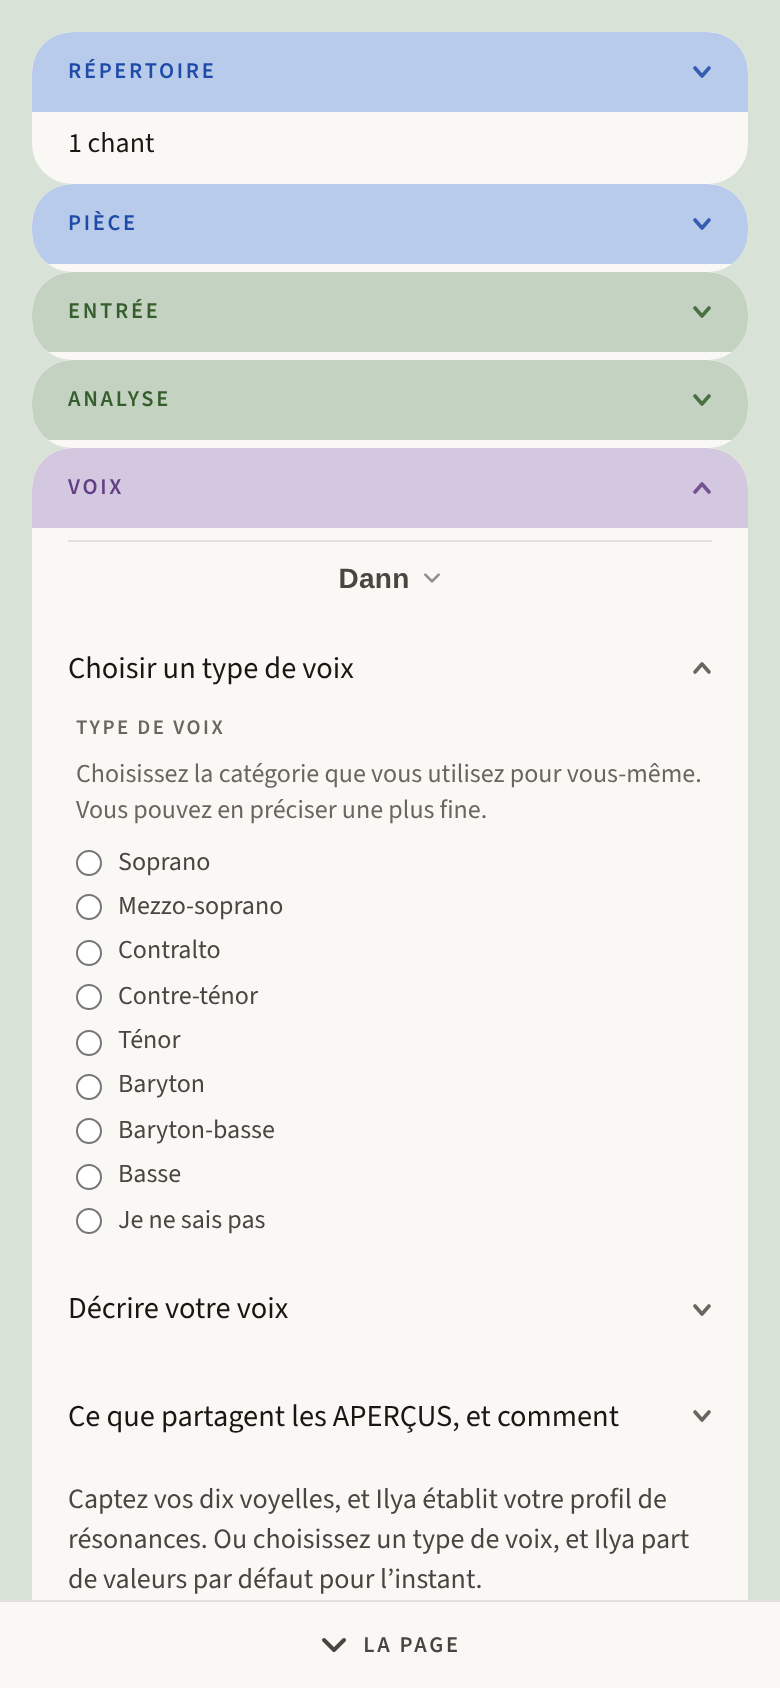 RÉPERTOIRE
1 chant
PIÈCE
ENTRÉE
ANALYSE
VOIX
Dann
Choisir un type de voix
TYPE DE VOIX
Choisissez la catégorie que vous utilisez pour vous-même.
Vous pouvez en préciser une plus fine.
Soprano
Mezzo-soprano
Contralto
Contre-ténor
Ténor
Baryton
Baryton-basse
Basse
Je ne sais pas
Décrire votre voix
Ce que partagent les APERÇUS, et comment
Captez vos dix voyelles, et Ilya établit votre profil de
résonances. Ou choisissez un type de voix, et Ilya part
de valeurs par défaut pour l’instant.
LA PAGE